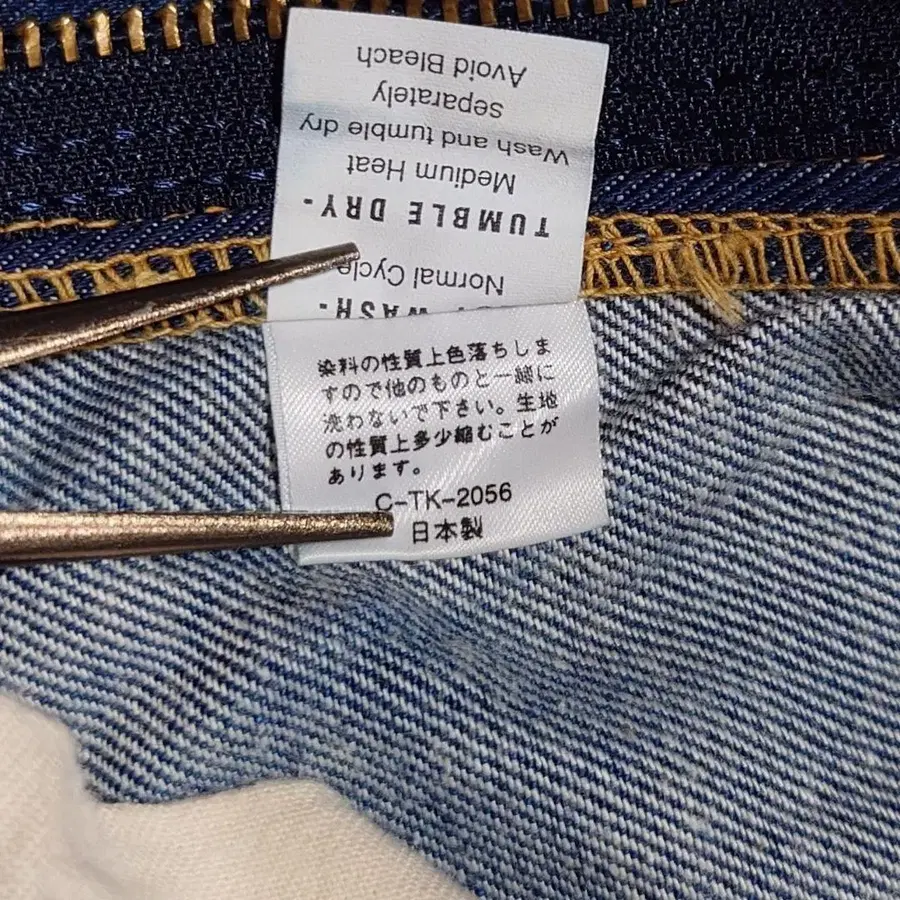 - WASH -
Normal Cycle
- TUMBLE DRY -
Medium Heat
Wash and tumble dry
separately
Avoid Bleach
染料の性質上色落ちしま
すので他のものと一緒に
洗わないで下さい。生地
の性質上多少縮むことが
あります。
C-TK-2056
日本製